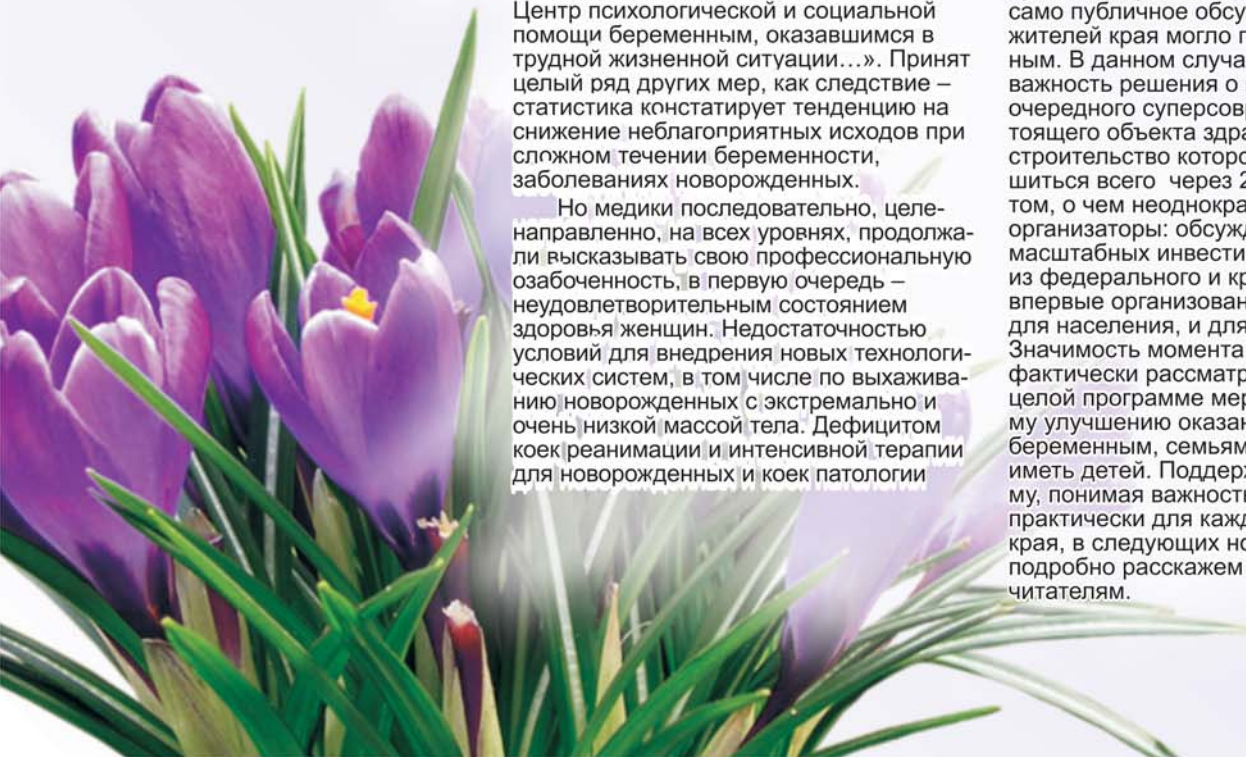 Центр психологической и социальной
помощи беременным, оказавшимся в
трудной жизненной ситуации…». Принят
целый ряд других мер, как следствие –
статистика констатирует тенденцию на
снижение неблагоприятных исходов при
сложном течении беременности,
заболеваниях новорожденных.
Но медики последовательно, целе-
направленно, на всех уровнях, продолжа-
ли высказывать свою профессиональную
озабоченность, в первую очередь –
неудовлетворительным состоянием
здоровья женщин. Недостаточностью
условий для внедрения новых технологи-
ческих систем, в том числе по выхажива-
нию новорожденных с экстремально и
очень низкой массой тела. Дефицитом
коек реанимации и интенсивной терапии
для новорожденных и коек патологии
само публичное обсу
жителей края могло
ным. В данном случа
важность решения о
очередного суперсов
тоящего объекта здра
строительство которо
шиться всего через 2
том, о чем неоднокра
организаторы: обсуж
масштабных инвести
из федерального и кр
впервые организован
для населения, и для
Значимость момента
фактически рассматр
целой программе мер
му улучшению оказан
беременным, семьям
иметь детей. Поддерж
му, понимая важность
практически для кажд
края, в следующих но
подробно расскажем
читателям.